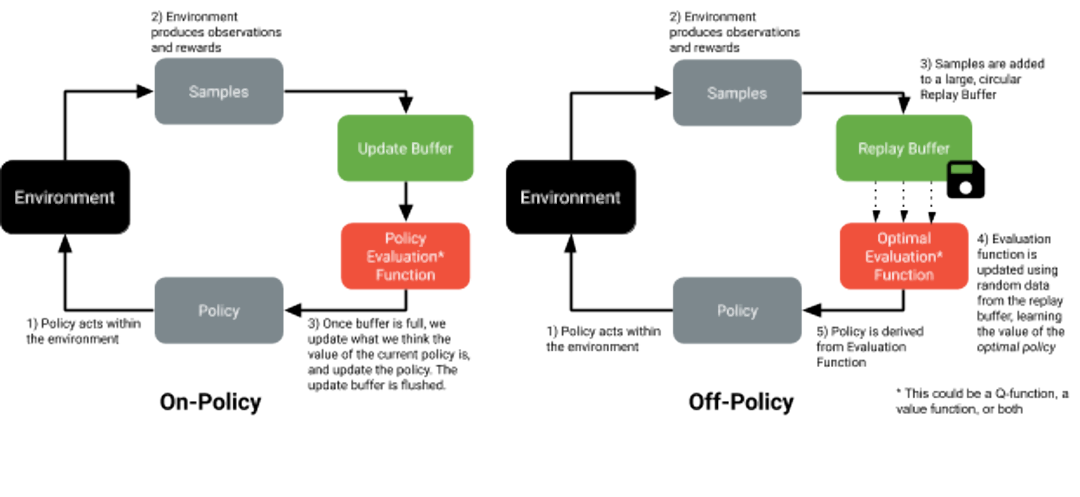 2) Environment
produces observations
and rewards
Samples
Update Buffer
Environment
Policy
Evaluation*
Function
Policy
1) Policy acts within
the environment
3) Once buffer is full, we
update what we think the
value of the current policy is,
and update the policy. The
update buffer is flushed.
On-Policy
2) Environment
produces observations
and rewards
Samples
3) Samples are added
to a large, circular
Replay Buffer
Replay Buffer
Environment
Optimal
Evaluation*
Function
4) Evaluation
function is
updated using
random data
from the replay
buffer, learning
the value of the
optimal policy
Policy
1) Policy acts within
the environment
5) Policy is derived
from Evaluation
Function
Off-Policy
* This could be a Q-function, a
value function, or both